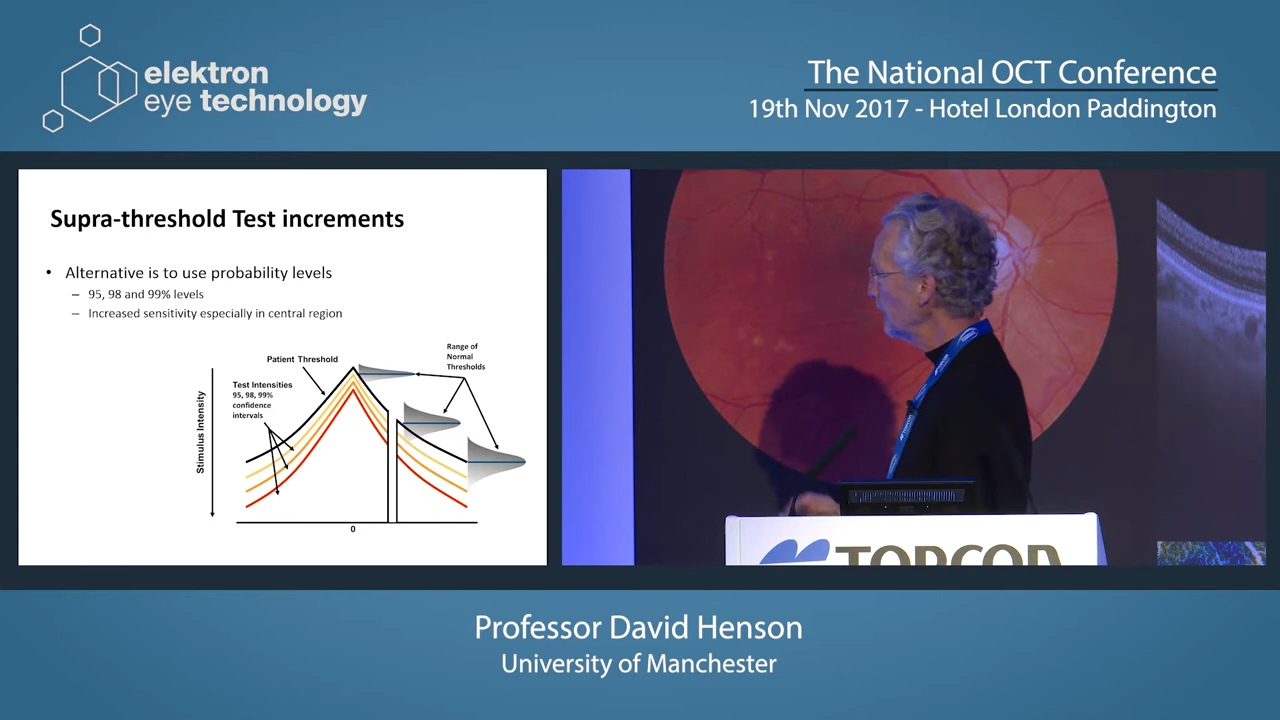 elektron
eye technology
The National OCT Conference
19th Nov 2017 - Hotel London Paddington
Supra-threshold Test increments
• Alternative is to use probability levels
– 95, 98 and 99% levels
– Increased sensitivity especially in central region
Range of
Normal
Thresholds
Patient Threshold
Test Intensities
95, 98, 99%
confidence
intervals
Stimulus Intensity
0
TOPCON
Professor David Henson
University of Manchester